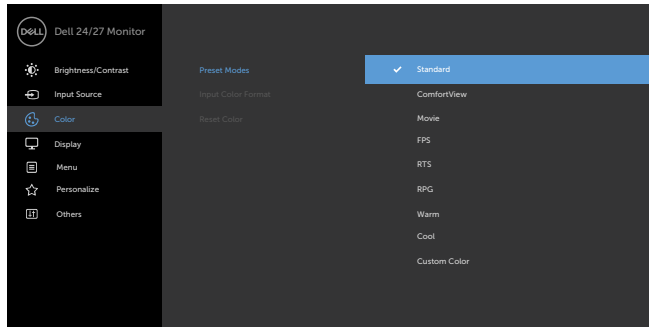 DELL Dell 24/27 Monitor
Brightness/Contrast Preset Modes Standard
Input Source Input Color Format ComfortView
Color Reset Color Movie
Display FPS
Menu RTS
Personalize RPG
Others Warm
Cool
Custom Color